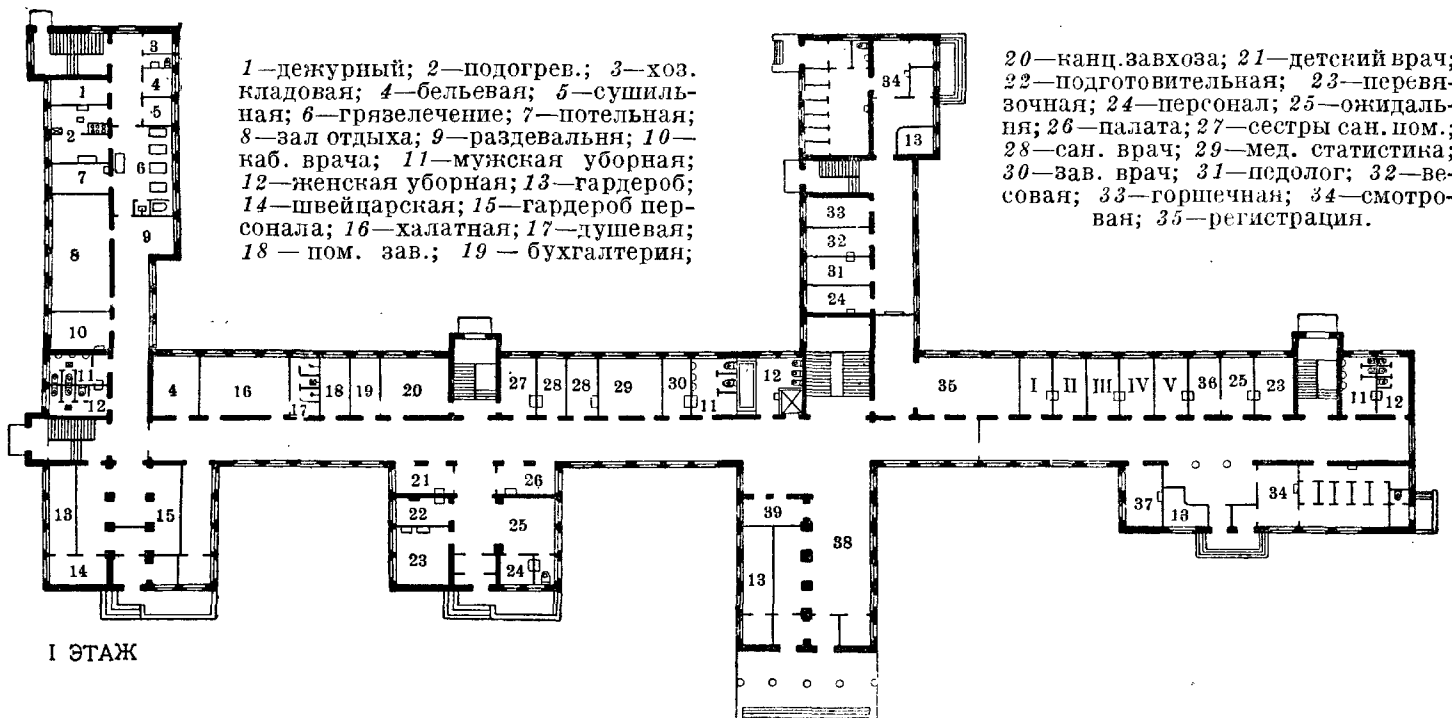 1—дежурный; 2—подогрев.; 3—хоз.
кладовая; 4—бельевая; 5—сушиль-
ная; 6—грязелечение; 7—потельная;
8—зал отдыха; 9—раздевальня; 10—
каб. врача; 11—мужская уборная;
12—женская уборная; 13—гардероб;
14—швейцарская; 15—гардероб пер-
сонала; 16—халатная; 17—душевая;
18 — пом. зав.; 19 — бухгалтерия;
20—канц.завхоза; 21—детский врач;
22—подготовительная; 23—перевя-
зочная; 24—персонал; 25—ожидаль-
ня; 26—палата; 27—сестры сан. пом.;
28—сан. врач; 29—мед. статистика;
30—зав. врач; 31—педолог; 32—ве-
совая; 33—горшечная; 34—смотро-
вая; 35—регистрация.
3
4
5
1
2
6
7
9
8
10
11
12
34
13
33
32
31
24
4
16
17
18
19
20
27
28
28
29
30
11
12
35
I
II
III
IV
V
36
25
23
11
12
13
15
14
21
26
22
25
23
24
39
38
13
37
13
34
I ЭТАЖ